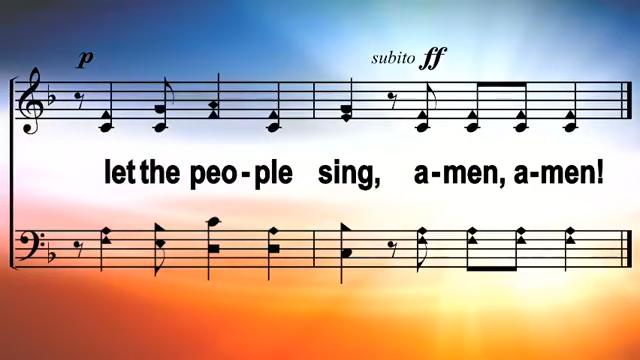 p
subito ff
let the peo-ple sing, a-men, a-men!